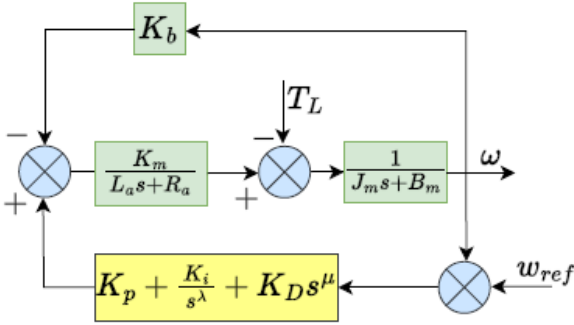 K_b
−
T_L
−
K_m / (L_a s + R_a)
1 / (J_m s + B_m)
ω
+
+
K_p + K_i / s^λ + K_D s^μ
w_ref